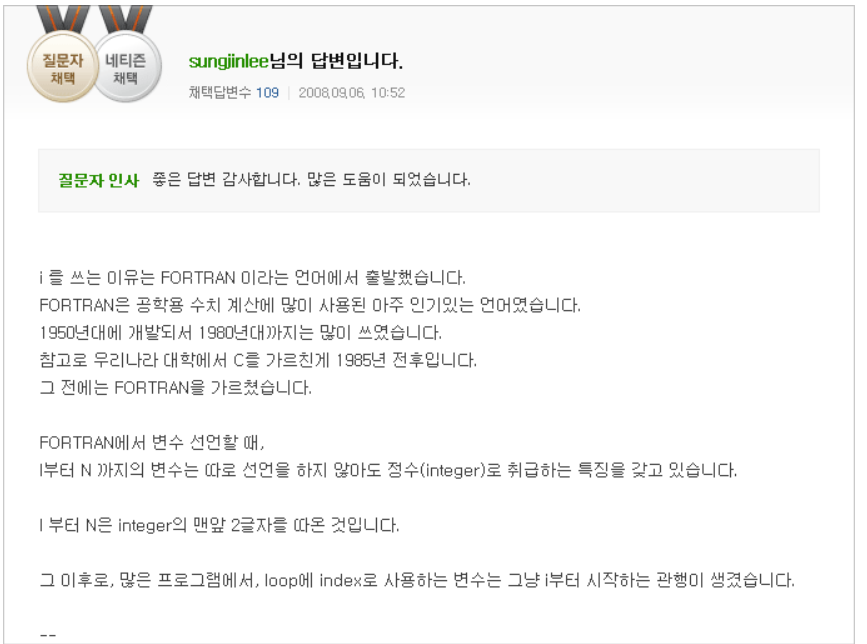 질문자 채택
네티즌 채택
sungjinlee님의 답변입니다.
채택답변수 109 | 2008.09.06. 10:52
질문자 인사 좋은 답변 감사합니다. 많은 도움이 되었습니다.
i 를 쓰는 이유는 FORTRAN 이라는 언어에서 출발했습니다.
FORTRAN은 공학용 수치 계산에 많이 사용된 아주 인기있는 언어였습니다.
1950년대에 개발되서 1980년대까지는 많이 쓰였습니다.
참고로 우리나라 대학에서 C를 가르친게 1985년 전후입니다.
그 전에는 FORTRAN을 가르쳤습니다.
FORTRAN에서 변수 선언할 때,
I부터 N 까지의 변수는 따로 선언을 하지 않아도 정수(integer)로 취급하는 특징을 갖고 있습니다.
I 부터 N은 integer의 맨앞 2글자를 따온 것입니다.
그 이후로, 많은 프로그램에서, loop에 index로 사용하는 변수는 그냥 i부터 시작하는 관행이 생겼습니다.
--